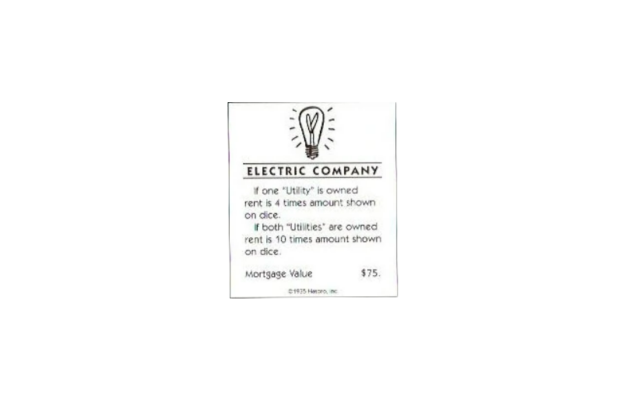 ELECTRIC COMPANY
If one "Utility" is owned
rent is 4 times amount shown
on dice.
If both "Utilities" are owned
rent is 10 times amount shown
on dice.
Mortgage Value $75.
©1935 Hasbro, Inc.